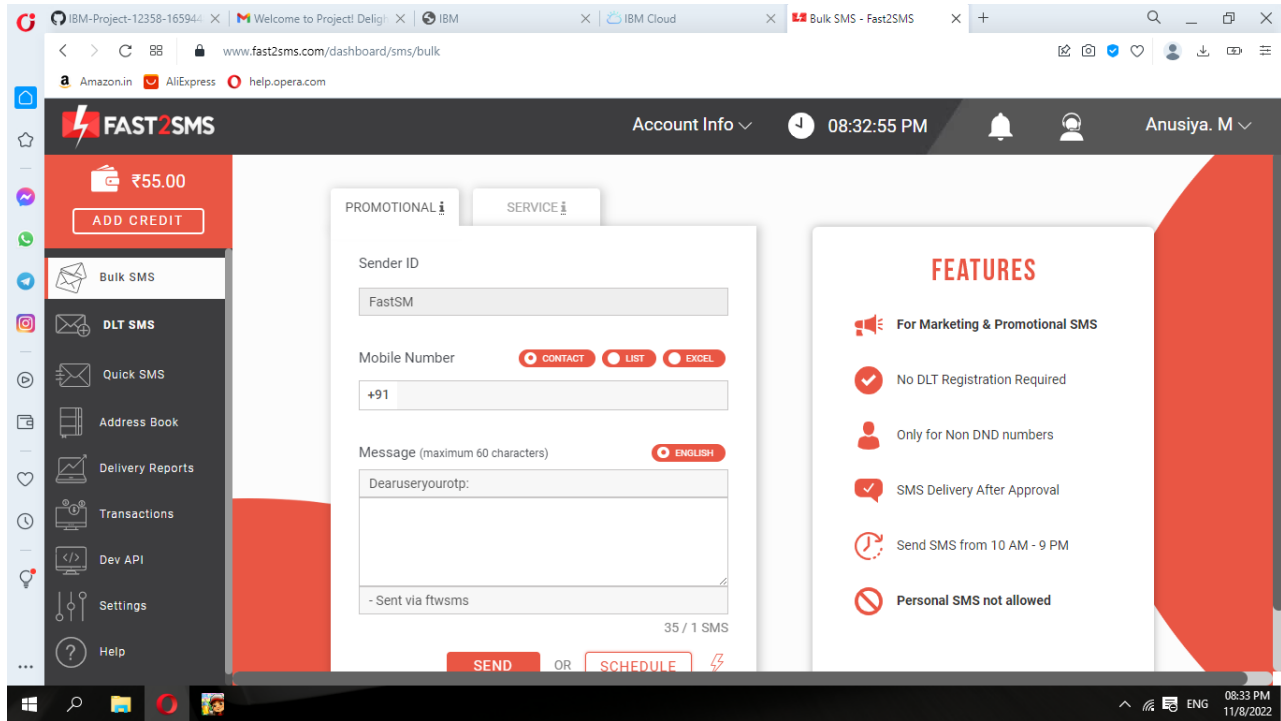 IBM-Project-12358-165944
Welcome to Project! Deligh
IBM
IBM Cloud
Bulk SMS - Fast2SMS
www.fast2sms.com/dashboard/sms/bulk
Amazon.in
AliExpress
help.opera.com
FAST2SMS
Account Info
08:32:55 PM
Anusiya. M
₹55.00
ADD CREDIT
Bulk SMS
DLT SMS
Quick SMS
Address Book
Delivery Reports
Transactions
Dev API
Settings
Help
PROMOTIONAL i
SERVICE i
Sender ID
FastSM
Mobile Number
CONTACT
LIST
EXCEL
+91
Message (maximum 60 characters)
ENGLISH
Dearuseryourotp:
- Sent via ftwsms
35 / 1 SMS
SEND
OR
SCHEDULE
FEATURES
For Marketing & Promotional SMS
No DLT Registration Required
Only for Non DND numbers
SMS Delivery After Approval
Send SMS from 10 AM - 9 PM
Personal SMS not allowed
ENG
08:33 PM
11/8/2022